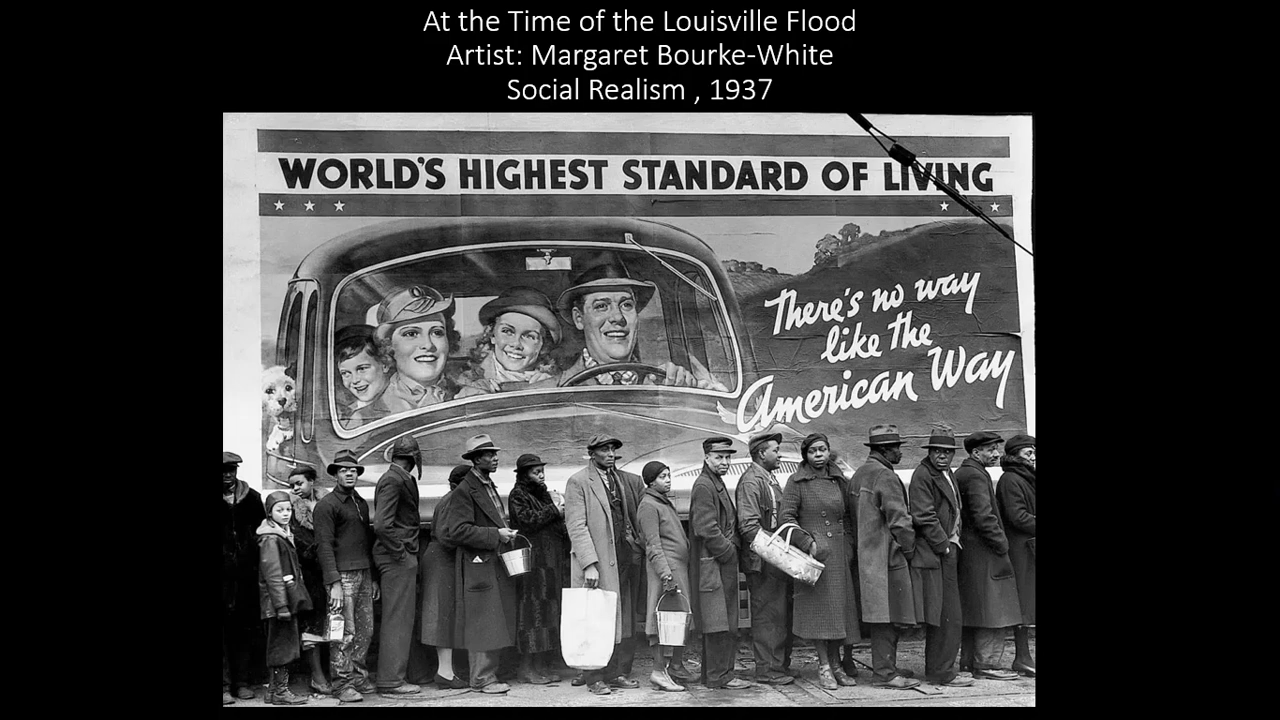 At the Time of the Louisville Flood
Artist: Margaret Bourke-White
Social Realism , 1937
WORLD'S HIGHEST STANDARD OF LIVING
There's no way
like the
American Way